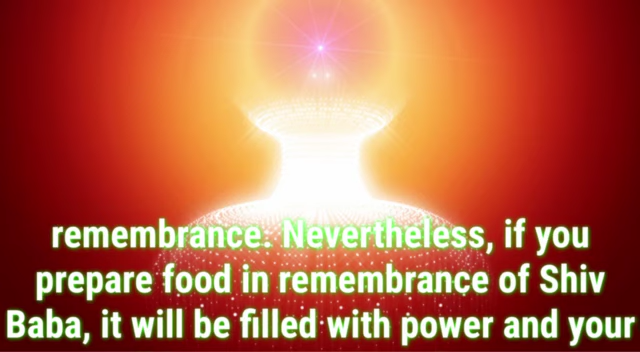 remembrance. Nevertheless, if you
prepare food in remembrance of Shiv
Baba, it will be filled with power and your